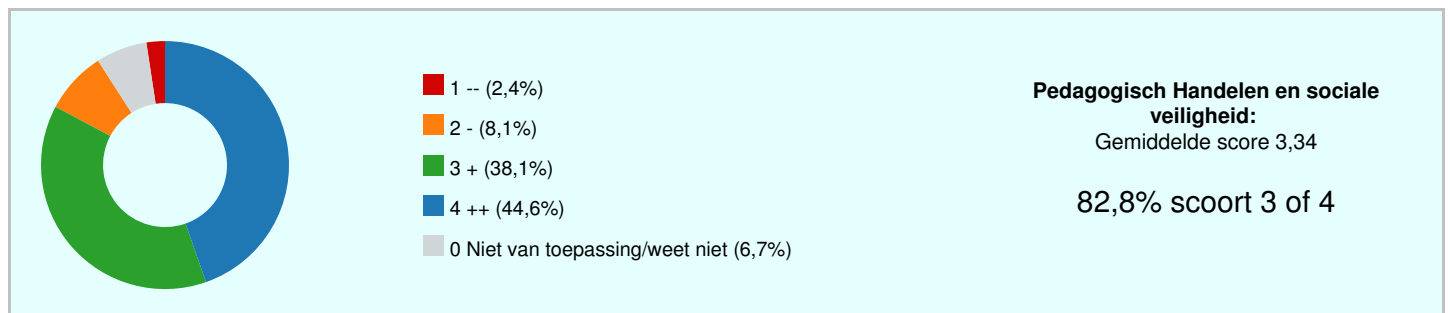 1 -- (2,4%)
2 - (8,1%)
3 + (38,1%)
4 ++ (44,6%)
0 Niet van toepassing/weet niet (6,7%)
Pedagogisch Handelen en sociale
veiligheid:
Gemiddelde score 3,34
82,8% scoort 3 of 4